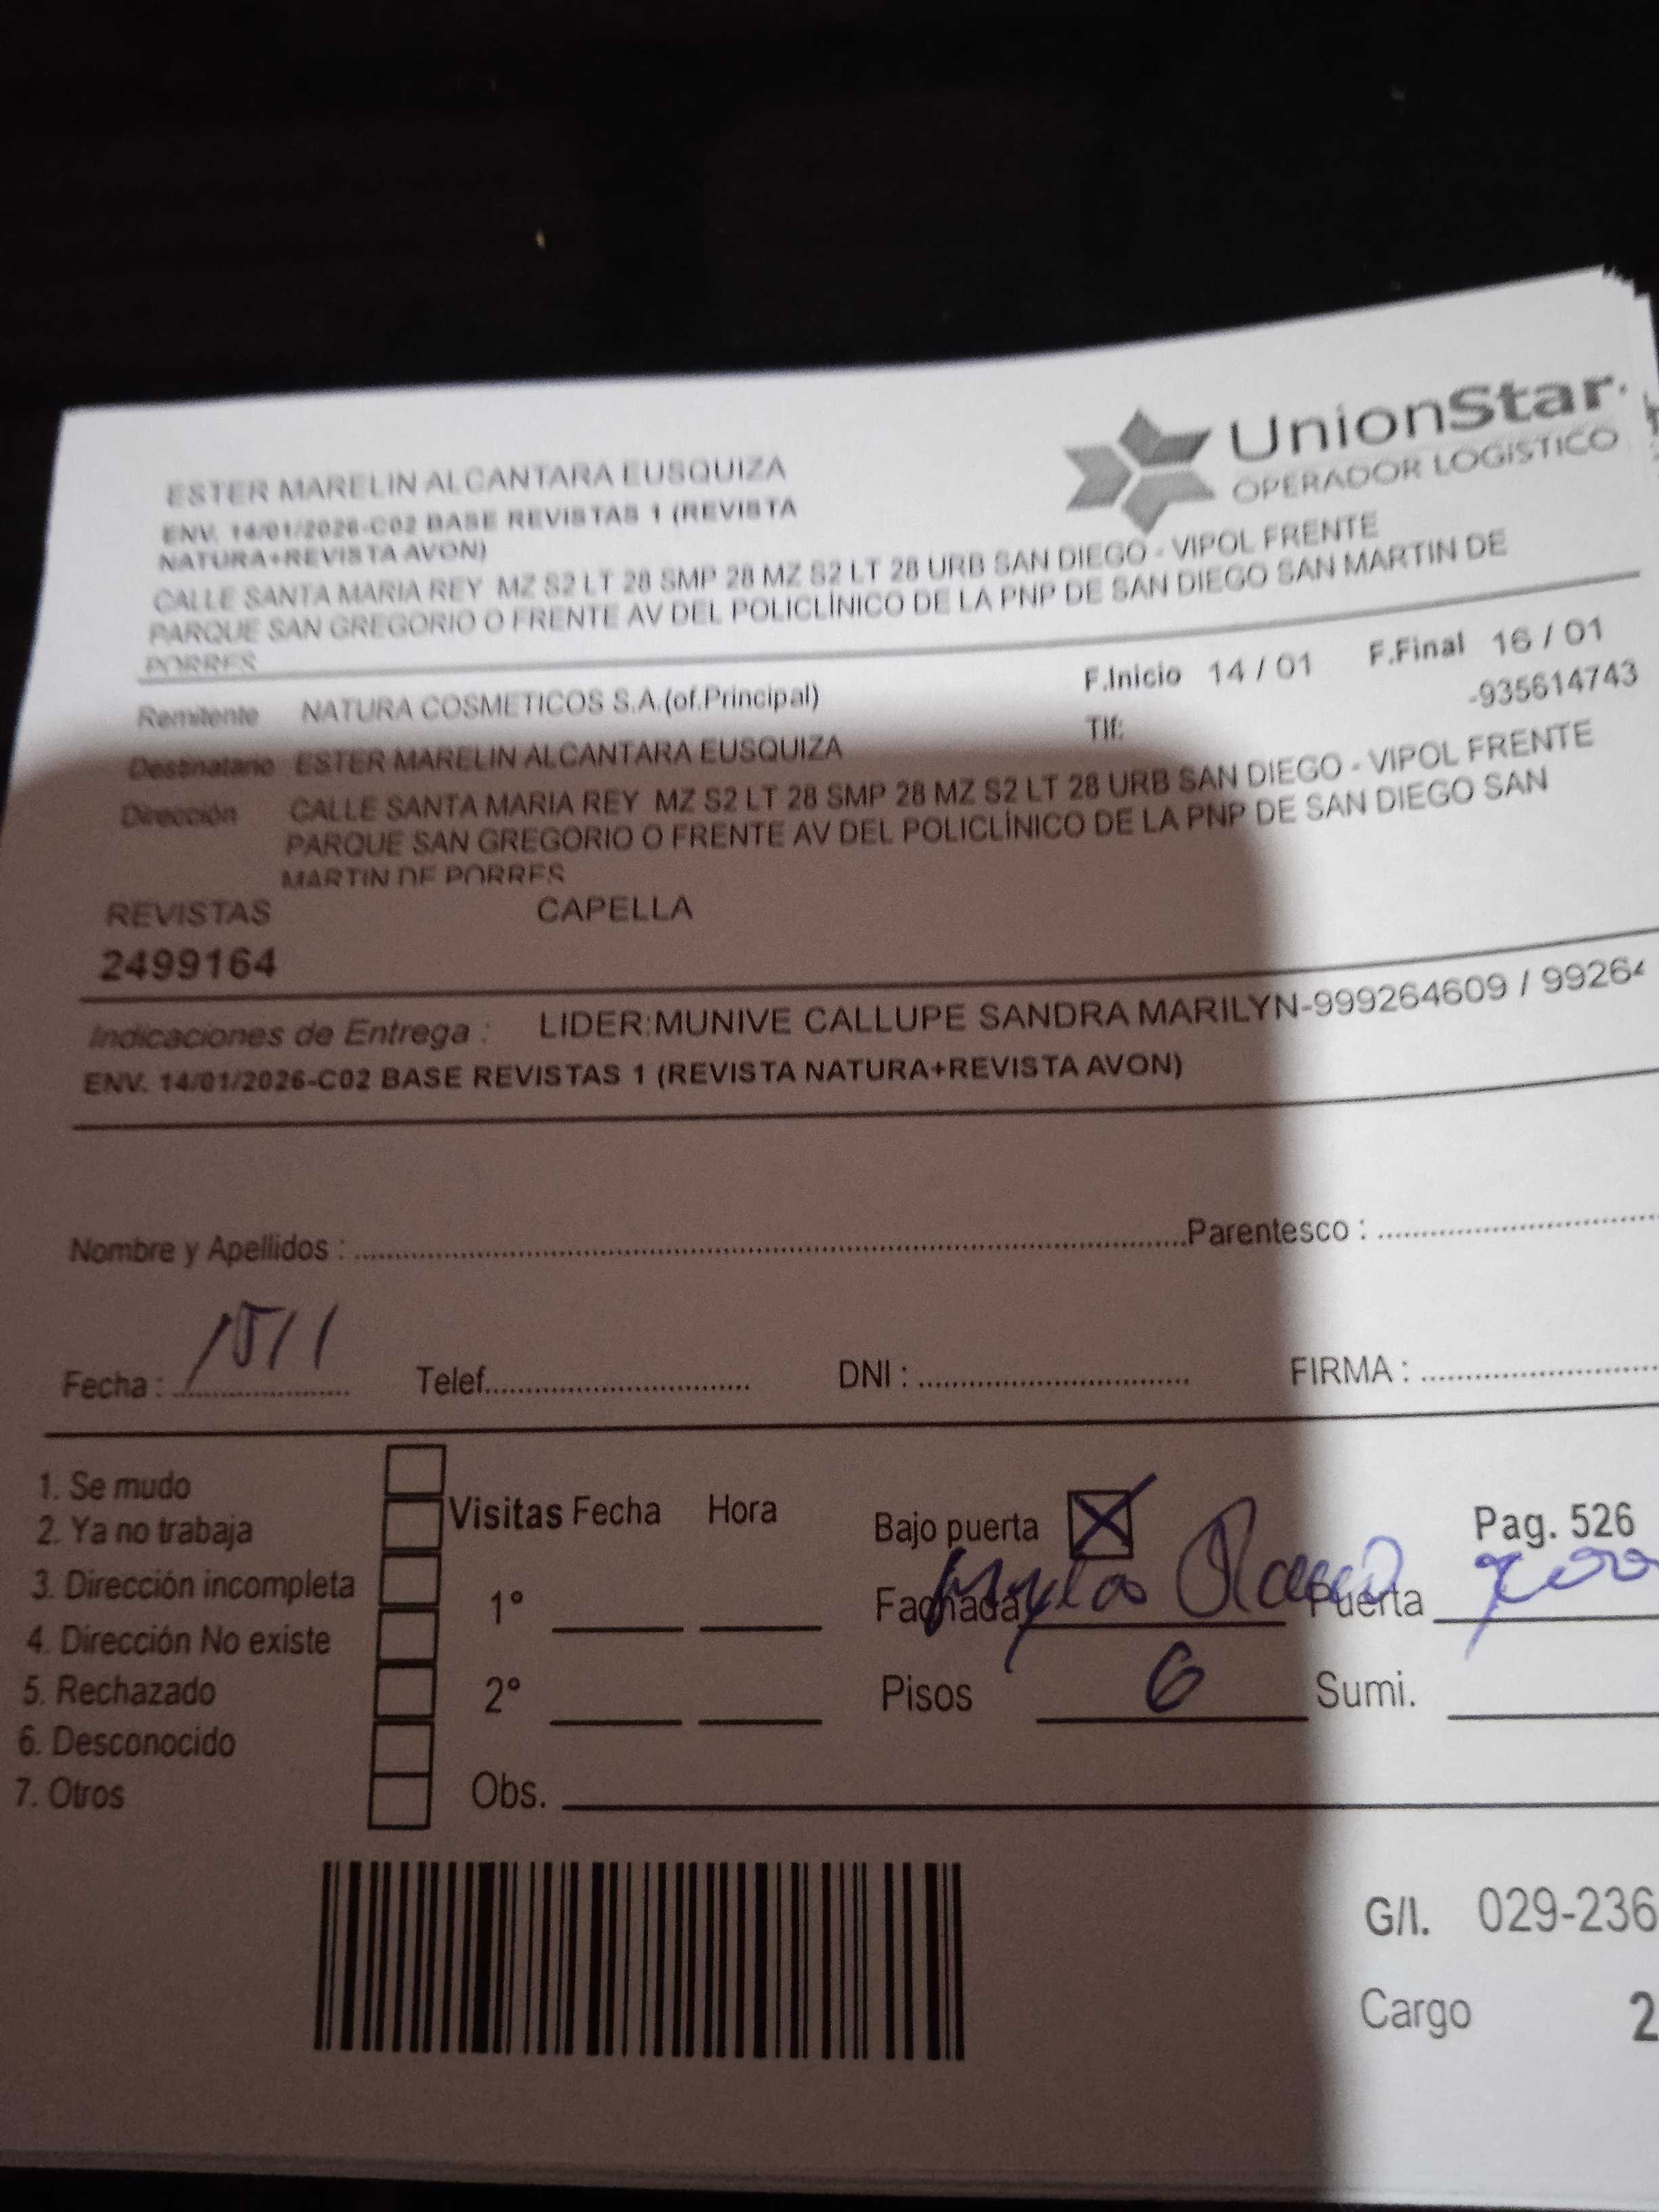 UnionStar
OPERADOR LOGÍSTICO
ESTER MARELIN ALCANTARA EUSQUIZA
ENV. 14/01/2026-C02 BASE REVISTAS 1 (REVISTA
NATURA+REVISTA AVON)
CALLE SANTA MARIA REY MZ S2 LT 28 SMP 28 MZ S2 LT 28 URB SAN DIEGO - VIPOL FRENTE
PARQUE SAN GREGORIO O FRENTE AV DEL POLICLÍNICO DE LA PNP DE SAN DIEGO SAN MARTIN DE
PORRES
F.Inicio 14 / 01 F.Final 16 / 01
Remitente NATURA COSMETICOS S.A.(of.Principal)
Tlf: -935614743
Destinatario ESTER MARELIN ALCANTARA EUSQUIZA
Dirección CALLE SANTA MARIA REY MZ S2 LT 28 SMP 28 MZ S2 LT 28 URB SAN DIEGO - VIPOL FRENTE
PARQUE SAN GREGORIO O FRENTE AV DEL POLICLÍNICO DE LA PNP DE SAN DIEGO SAN
MARTIN DE PORRES
REVISTAS CAPELLA
2499164
Indicaciones de Entrega : LIDER:MUNIVE CALLUPE SANDRA MARILYN-999264609 / 99264
ENV. 14/01/2026-C02 BASE REVISTAS 1 (REVISTA NATURA+REVISTA AVON)
Nombre y Apellidos : Parentesco :
Fecha : 15/1 Telef. DNI : FIRMA :
1. Se mudo
2. Ya no trabaja
3. Dirección incompleta
4. Dirección No existe
5. Rechazado
6. Desconocido
7. Otros
Visitas Fecha Hora
1°
2°
Obs.
Bajo puerta X Pag. 526
Fachada Puerta
Pisos 6 Sumi.
G/I. 029-236
Cargo 2